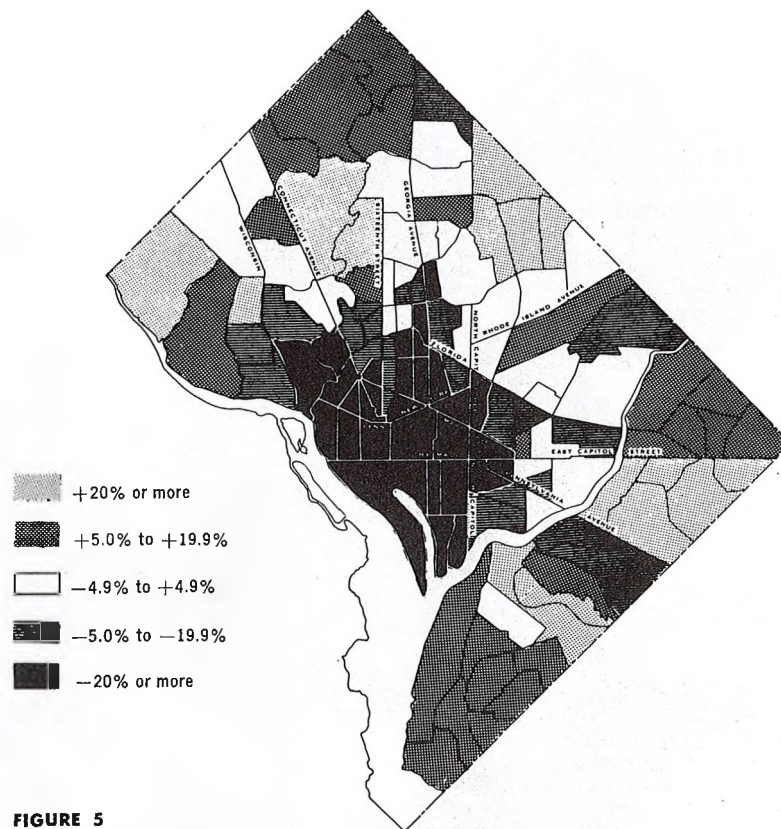 WISCONSIN
CONNECTICUT AVENUE
SIXTEENTH STREET
GEORGIA AVENUE
NORTH CAPITOL
RHODE ISLAND AVENUE
FLORIDA
EAST CAPITOL STREET
PENNSYLVANIA AVENUE
CAPITOL
+20% or more
+5.0% to +19.9%
−4.9% to +4.9%
−5.0% to −19.9%
−20% or more
FIGURE 5